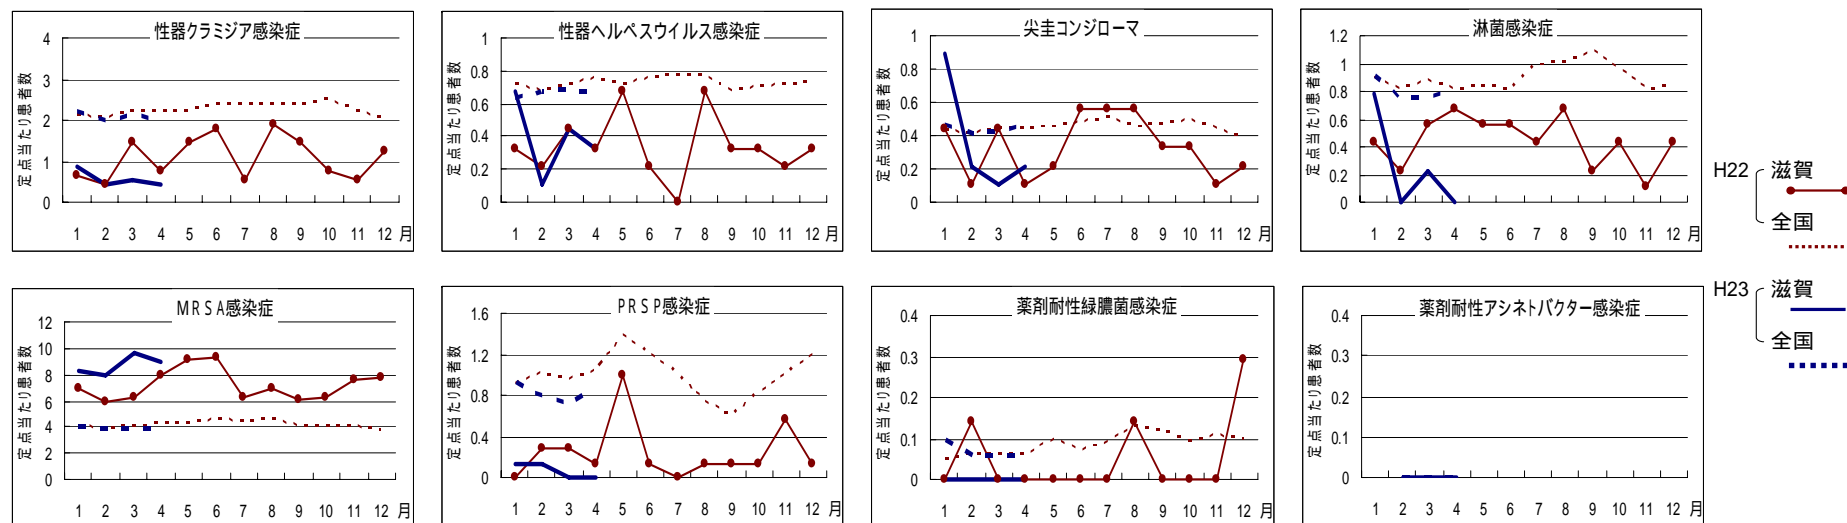 性器クラミジア感染症
定点当たり患者数
4
3
2
1
0
1 2 3 4 5 6 7 8 9 10 11 12 月
性器ヘルペスウイルス感染症
定点当たり患者数
1
0.8
0.6
0.4
0.2
0
1 2 3 4 5 6 7 8 9 10 11 12 月
尖圭コンジローマ
定点当たり患者数
1
0.8
0.6
0.4
0.2
0
1 2 3 4 5 6 7 8 9 10 11 12 月
淋菌感染症
定点当たり患者数
1.2
1
0.8
0.6
0.4
0.2
0
1 2 3 4 5 6 7 8 9 10 11 12 月
H22 滋賀
全国
H23 滋賀
全国
ＭＲＳＡ感染症
定点当たり患者数
12
10
8
6
4
2
0
1 2 3 4 5 6 7 8 9 10 11 12 月
ＰＲＳＰ感染症
定点当たり患者数
1.6
1.2
0.8
0.4
0
1 2 3 4 5 6 7 8 9 10 11 12 月
薬剤耐性緑膿菌感染症
定点当たり患者数
0.4
0.3
0.2
0.1
0
1 2 3 4 5 6 7 8 9 10 11 12 月
薬剤耐性アシネトバクター感染症
定点当たり患者数
0.4
0.3
0.2
0.1
0
1 2 3 4 5 6 7 8 9 10 11 12 月